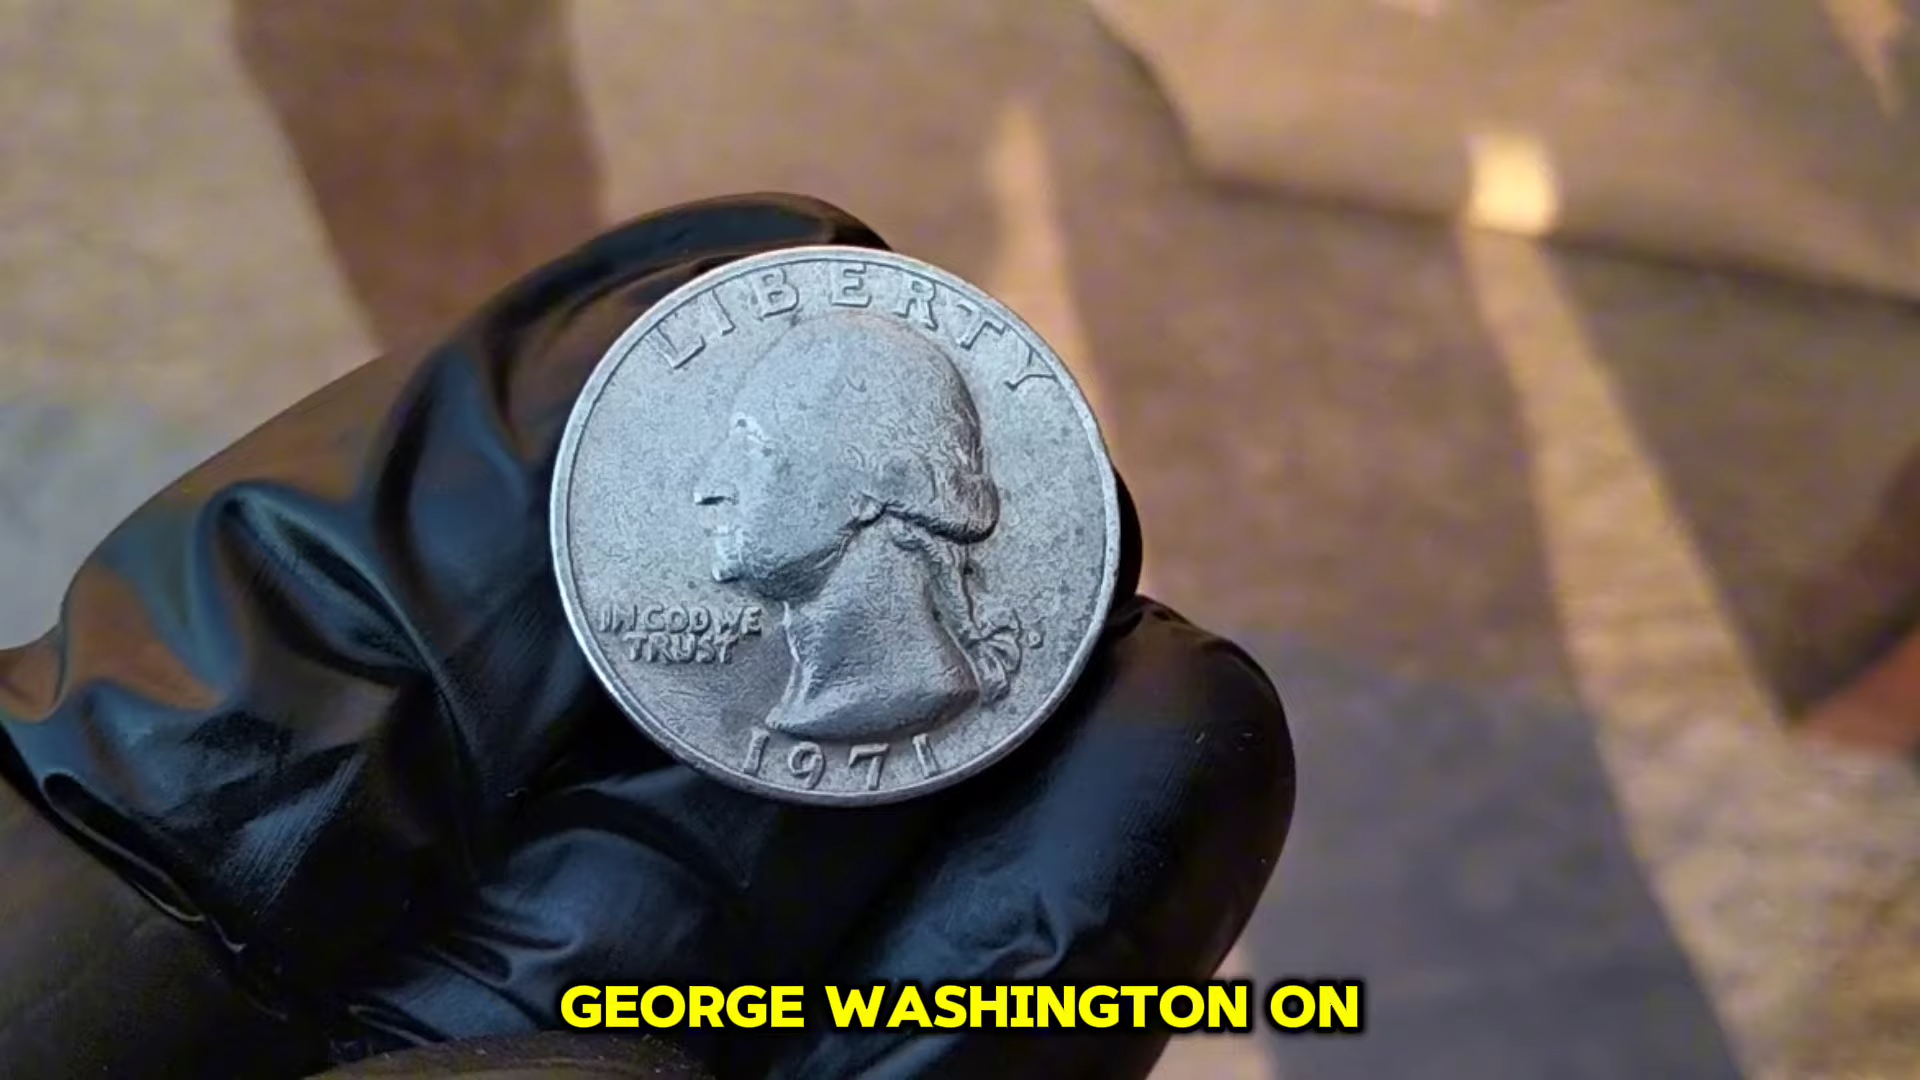 LIBERTY
IN GOD WE
TRUST
1971
GEORGE WASHINGTON ON